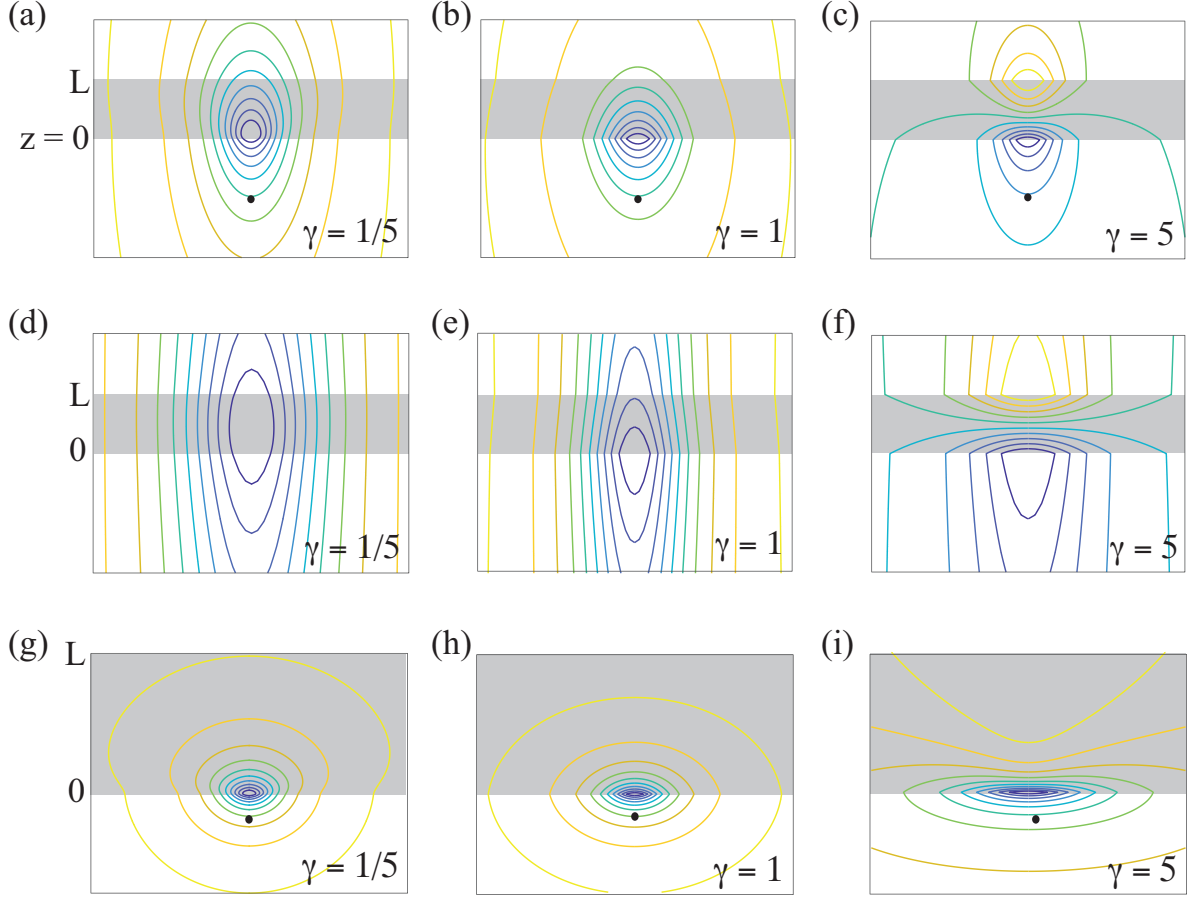 (a) (b) (c)
L
z = 0
γ = 1/5 γ = 1 γ = 5
(d) (e) (f)
L
0
γ = 1/5 γ = 1 γ = 5
(g) (h) (i)
L
0
γ = 1/5 γ = 1 γ = 5